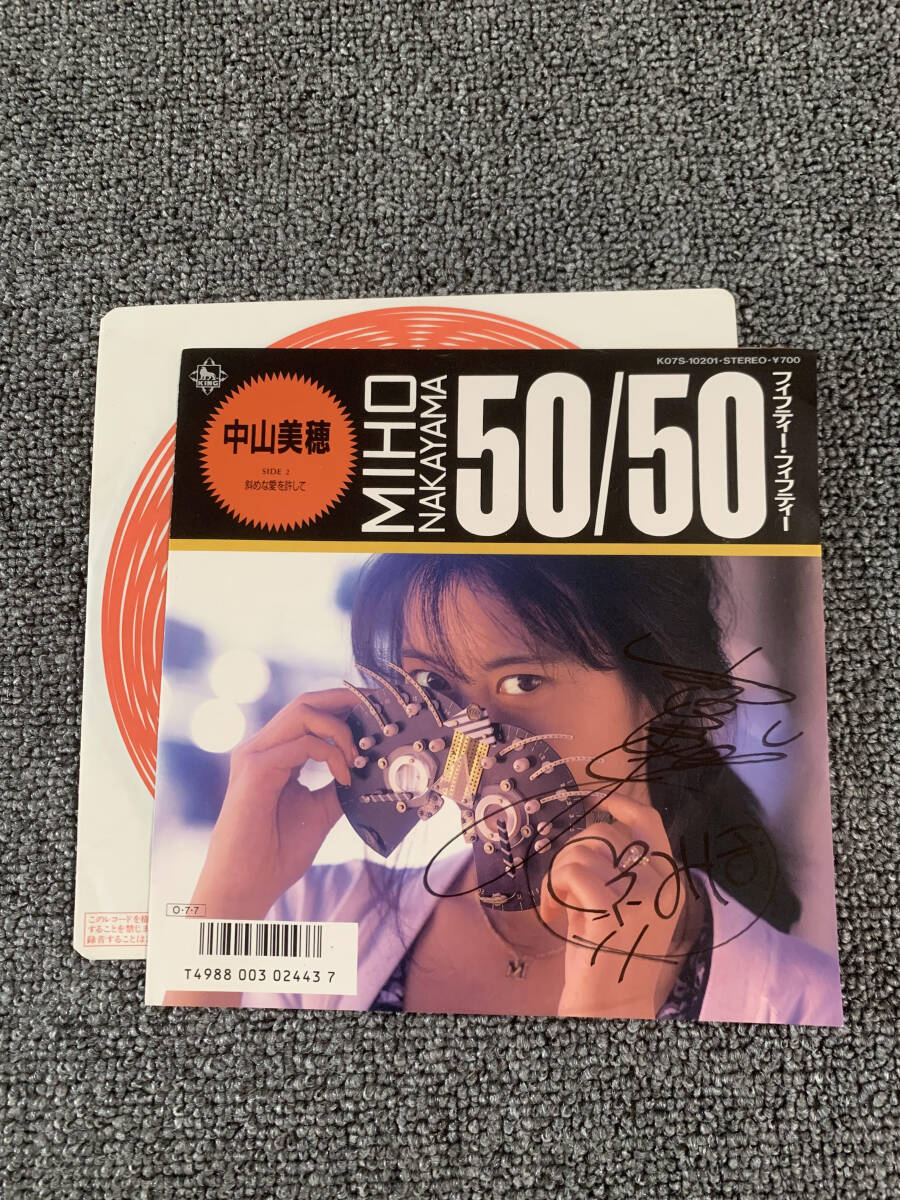 K07S-10201·STEREO·¥700
KING
中山美穂
SIDE 2
斜めな愛を許して
MIHO
NAKAYAMA
50/50
フィフティー・フィフティー
M
0·7·7
T4988 003 02443 7
このレコードを
することを禁じ
録音することは